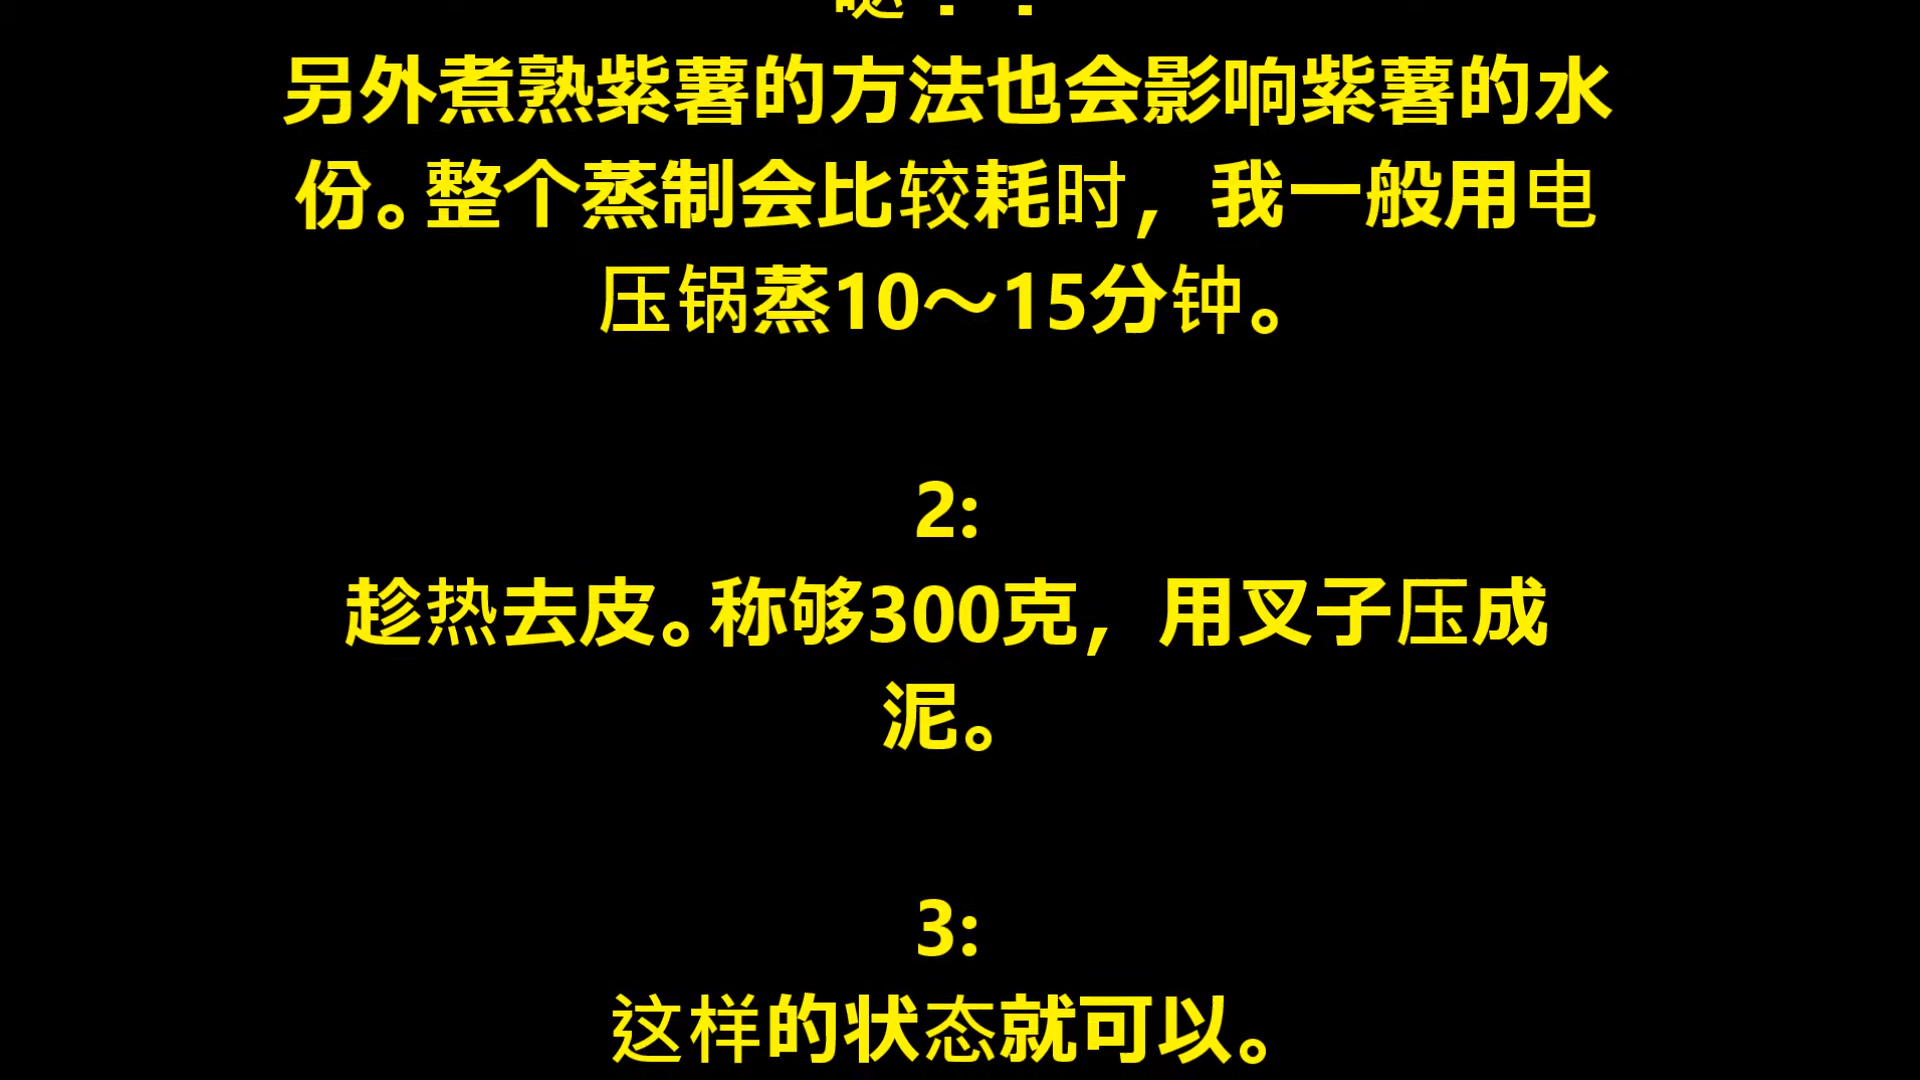 另外煮熟紫薯的方法也会影响紫薯的水
份。整个蒸制会比较耗时，我一般用电
压锅蒸10～15分钟。
2:
趁热去皮。称够300克，用叉子压成
泥。
3:
这样的状态就可以。